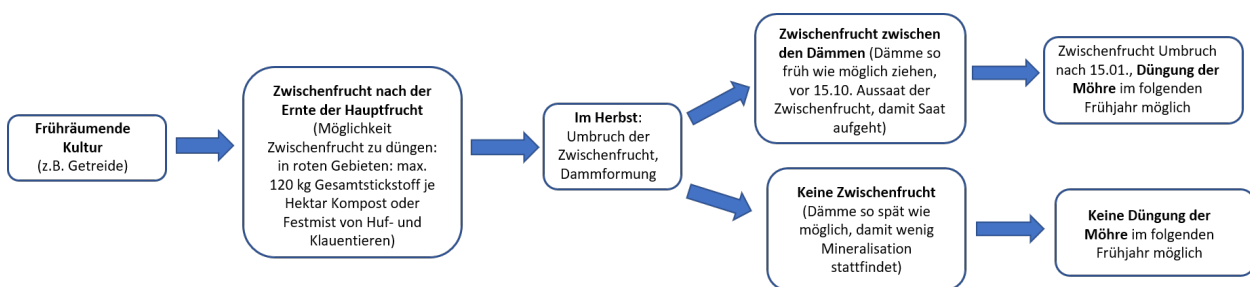 Frühräumende
Kultur
(z.B. Getreide)
Zwischenfrucht nach der
Ernte der Hauptfrucht
(Möglichkeit
Zwischenfrucht zu düngen:
in roten Gebieten: max.
120 kg Gesamtstickstoff je
Hektar Kompost oder
Festmist von Huf- und
Klauentieren)
Im Herbst:
Umbruch der
Zwischenfrucht,
Dammformung
Zwischenfrucht zwischen
den Dämmen (Dämme so
früh wie möglich ziehen,
vor 15.10. Aussaat der
Zwischenfrucht, damit Saat
aufgeht)
Zwischenfrucht Umbruch
nach 15.01., Düngung der
Möhre im folgenden
Frühjahr möglich
Keine Zwischenfrucht
(Dämme so spät wie
möglich, damit wenig
Mineralisation
stattfindet)
Keine Düngung der
Möhre im folgenden
Frühjahr möglich